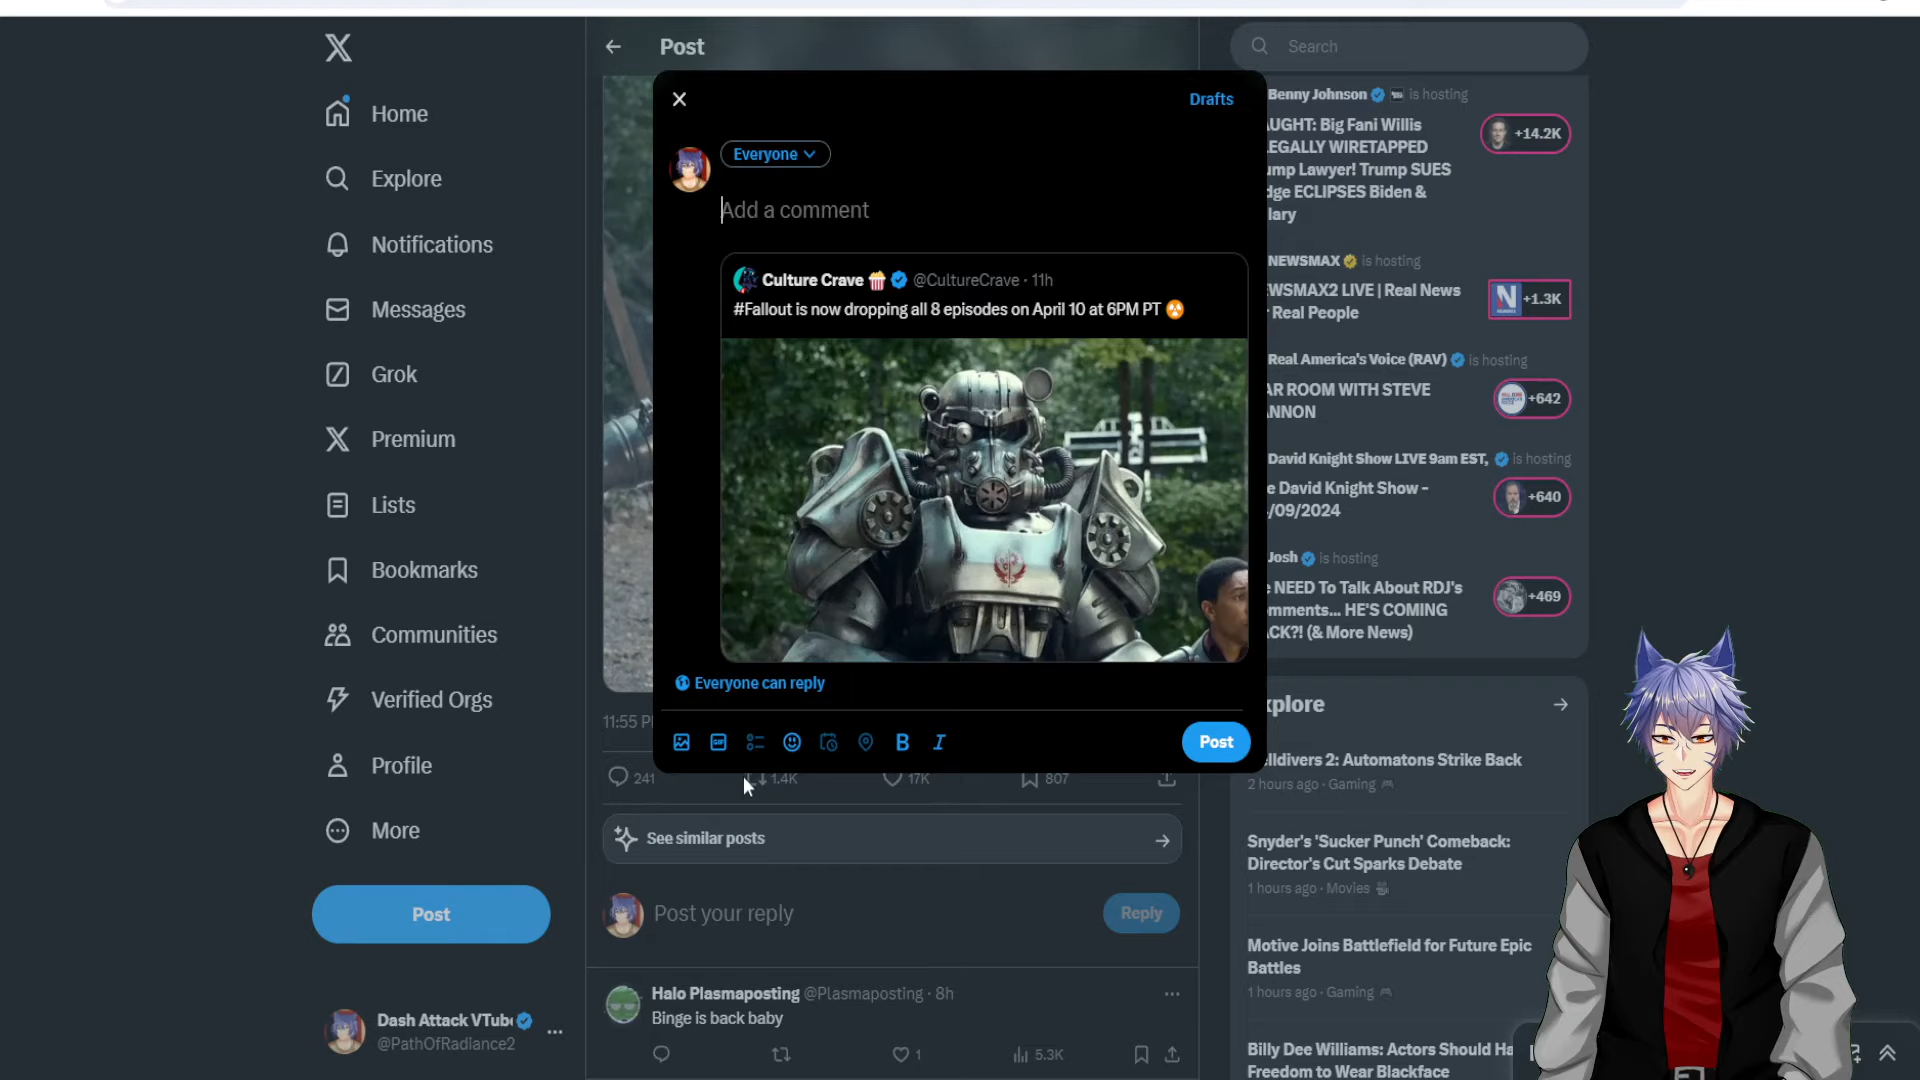 Home
Explore
Notifications
Messages
Grok
Premium
Lists
Bookmarks
Communities
Verified Orgs
Profile
More
Post
Dash Attack VTub
@PathOfRadiance2
Post
Drafts
Everyone
Add a comment
Culture Crave @CultureCrave · 11h
#Fallout is now dropping all 8 episodes on April 10 at 6PM PT
Everyone can reply
GIF
B I
Post
11:55 P
241 1.4K 17K 807
See similar posts
Post your reply
Reply
Halo Plasmaposting @Plasmaposting · 8h
Binge is back baby
1 5.3K
Search
Benny Johnson is hosting
AUGHT: Big Fani Willis
LEGALLY WIRETAPPED
ump Lawyer! Trump SUES
dge ECLIPSES Biden &
lary
+14.2K
NEWSMAX is hosting
EWSMAX2 LIVE | Real News
r Real People
+1.3K
Real America's Voice (RAV) is hosting
AR ROOM WITH STEVE
ANNON
+642
David Knight Show LIVE 9am EST, is hosting
e David Knight Show -
/09/2024
+640
Josh is hosting
e NEED To Talk About RDJ's
mments... HE'S COMING
ACK?! (& More News)
+469
xplore
elldivers 2: Automatons Strike Back
2 hours ago · Gaming
Snyder's 'Sucker Punch' Comeback:
Director's Cut Sparks Debate
1 hours ago · Movies
Motive Joins Battlefield for Future Epic
Battles
1 hours ago · Gaming
Billy Dee Williams: Actors Should Ha
Freedom to Wear Blackface